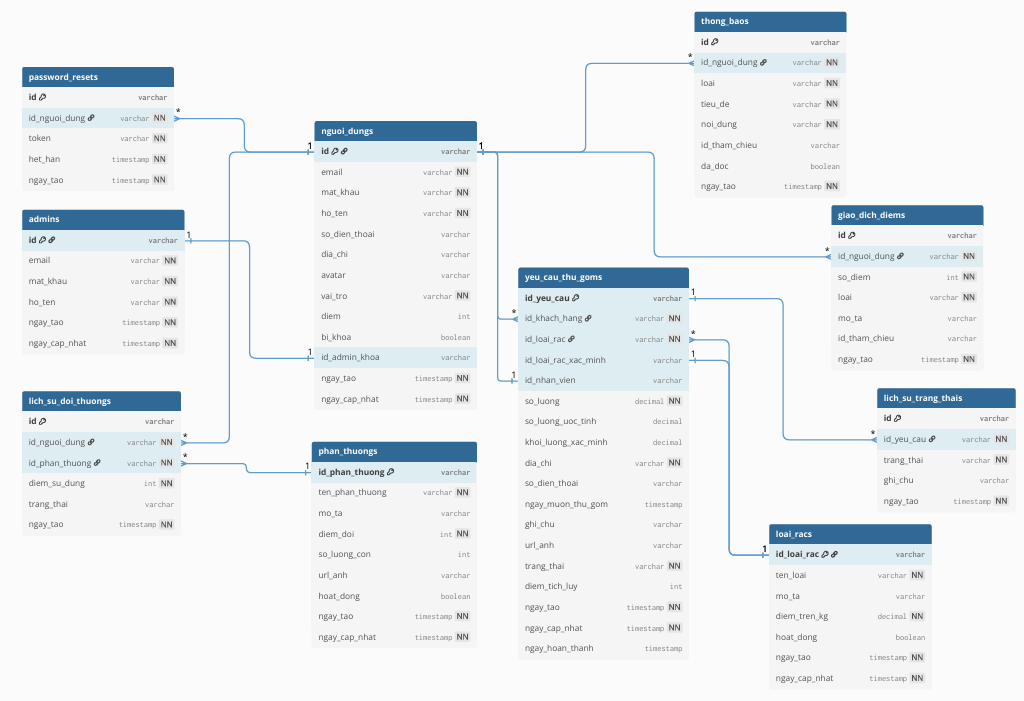 password_resets
id varchar
id_nguoi_dung varchar NN
token varchar NN
het_han timestamp NN
ngay_tao timestamp NN
*
admins
id varchar
email varchar NN
mat_khau varchar NN
ho_ten varchar NN
ngay_tao timestamp NN
ngay_cap_nhat timestamp NN
1
lich_su_doi_thuongs
id varchar
id_nguoi_dung varchar NN
id_phan_thuong varchar NN
diem_su_dung int NN
trang_thai varchar
ngay_tao timestamp NN
*
*
nguoi_dungs
1 id varchar 1
email varchar NN
mat_khau varchar NN
ho_ten varchar NN
so_dien_thoai varchar
dia_chi varchar
avatar varchar
vai_tro varchar NN
diem int
bi_khoa boolean
1 id_admin_khoa varchar
ngay_tao timestamp NN
ngay_cap_nhat timestamp NN
phan_thuongs
1 id_phan_thuong varchar
ten_phan_thuong varchar NN
mo_ta varchar
diem_doi int NN
so_luong_con int
url_anh varchar
hoat_dong boolean
ngay_tao timestamp NN
ngay_cap_nhat timestamp NN
yeu_cau_thu_goms
id_yeu_cau varchar 1
* id_khach_hang varchar NN
id_loai_rac varchar NN *
id_loai_rac_xac_minh varchar 1
1 id_nhan_vien varchar
so_luong decimal NN
so_luong_uoc_tinh decimal
khoi_luong_xac_minh decimal
dia_chi varchar NN
so_dien_thoai varchar
ngay_muon_thu_gom timestamp
ghi_chu varchar
url_anh varchar
trang_thai varchar NN
diem_tich_luy int
ngay_tao timestamp NN
ngay_cap_nhat timestamp NN
ngay_hoan_thanh timestamp
thong_baos
id varchar
* id_nguoi_dung varchar NN
loai varchar NN
tieu_de varchar NN
noi_dung varchar NN
id_tham_chieu varchar
da_doc boolean
ngay_tao timestamp NN
giao_dich_diems
id varchar
* id_nguoi_dung varchar NN
so_diem int NN
loai varchar NN
mo_ta varchar
id_tham_chieu varchar
ngay_tao timestamp NN
lich_su_trang_thais
id varchar
* id_yeu_cau varchar NN
trang_thai varchar NN
ghi_chu varchar
ngay_tao timestamp NN
loai_racs
1 id_loai_rac varchar
ten_loai varchar NN
mo_ta varchar
diem_tren_kg decimal NN
hoat_dong boolean
ngay_tao timestamp NN
ngay_cap_nhat timestamp NN